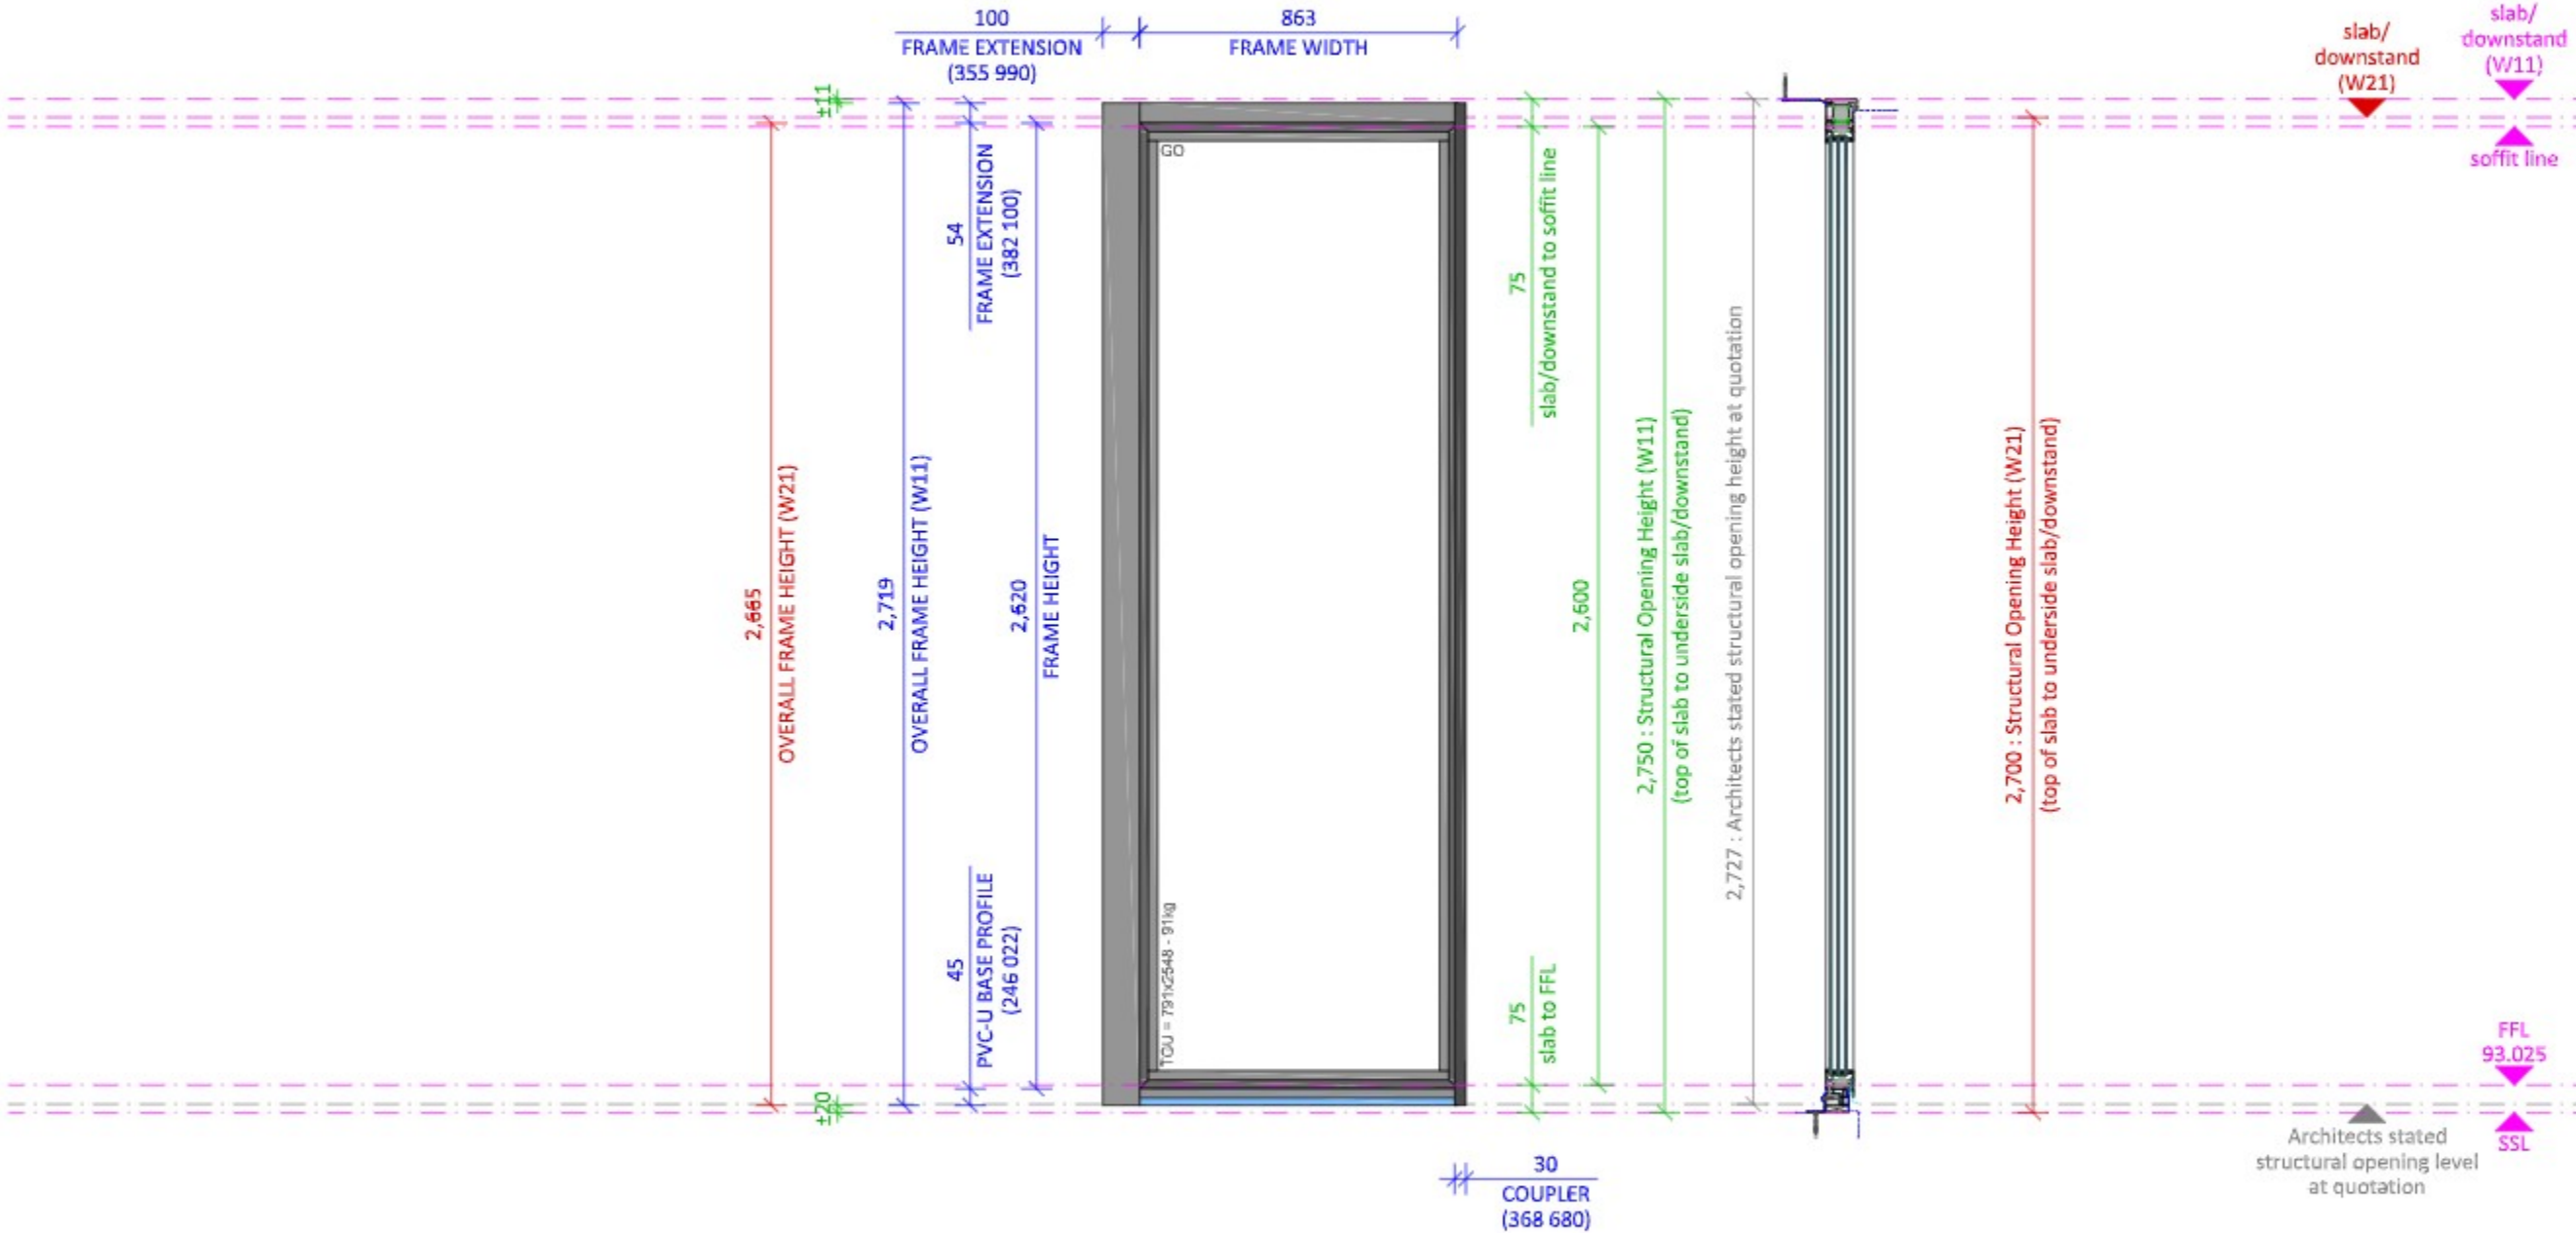 100
FRAME EXTENSION
(355 990)
863
FRAME WIDTH
slab/
downstand
(W21)
slab/
downstand
(W11)
soffit line
±11
GO
54
FRAME EXTENSION
(382 100)
75
slab/downstand to soffit line
2,665
OVERALL FRAME HEIGHT (W21)
2,719
OVERALL FRAME HEIGHT (W11)
2,620
FRAME HEIGHT
2,600
2,750 : Structural Opening Height (W11)
(top of slab to underside slab/downstand)
2,727 : Architects stated structural opening height at quotation
2,700 : Structural Opening Height (W21)
(top of slab to underside slab/downstand)
45
PVC-U BASE PROFILE
(246 022)
TGU = 791x2548 - 91kg
75
slab to FFL
FFL
93.025
±20
SSL
Architects stated
structural opening level
at quotation
30
COUPLER
(368 680)